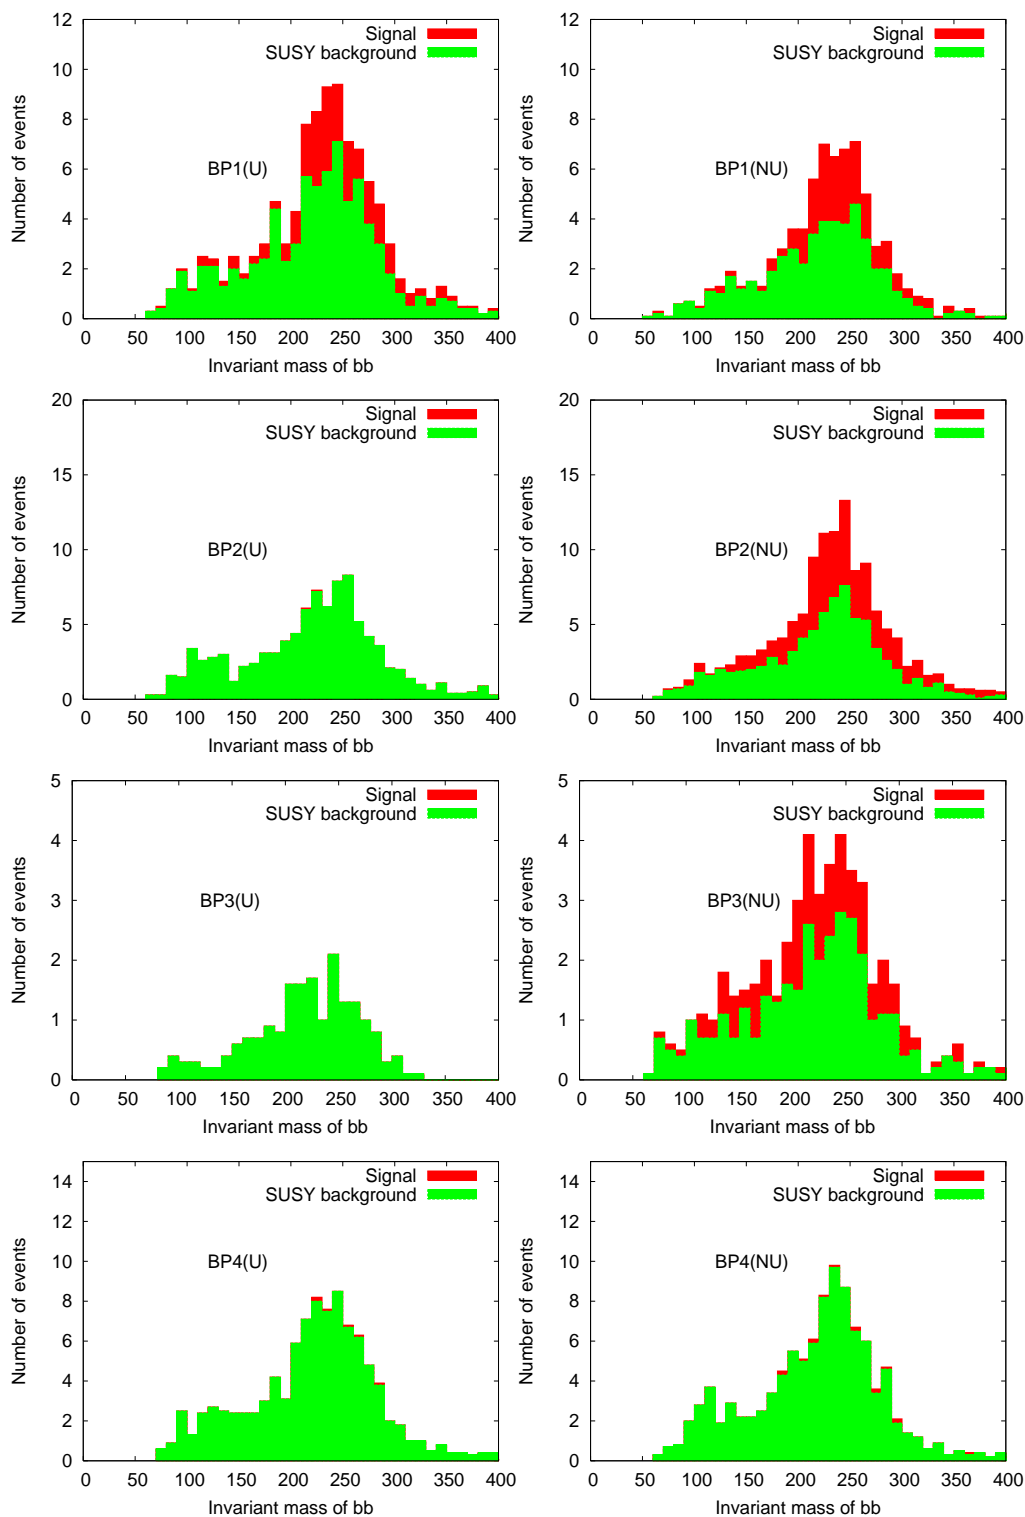 12
10
8
6
4
2
0
Number of events
Signal
SUSY background
BP1(U)
0 50 100 150 200 250 300 350 400
Invariant mass of bb
12
10
8
6
4
2
0
Number of events
Signal
SUSY background
BP1(NU)
0 50 100 150 200 250 300 350 400
Invariant mass of bb
20
15
10
5
0
Number of events
Signal
SUSY background
BP2(U)
0 50 100 150 200 250 300 350 400
Invariant mass of bb
20
15
10
5
0
Number of events
Signal
SUSY background
BP2(NU)
0 50 100 150 200 250 300 350 400
Invariant mass of bb
5
4
3
2
1
0
Number of events
Signal
SUSY background
BP3(U)
0 50 100 150 200 250 300 350 400
Invariant mass of bb
5
4
3
2
1
0
Number of events
Signal
SUSY background
BP3(NU)
0 50 100 150 200 250 300 350 400
Invariant mass of bb
14
12
10
8
6
4
2
0
Number of events
Signal
SUSY background
BP4(U)
0 50 100 150 200 250 300 350 400
Invariant mass of bb
14
12
10
8
6
4
2
0
Number of events
Signal
SUSY background
BP4(NU)
0 50 100 150 200 250 300 350 400
Invariant mass of bb